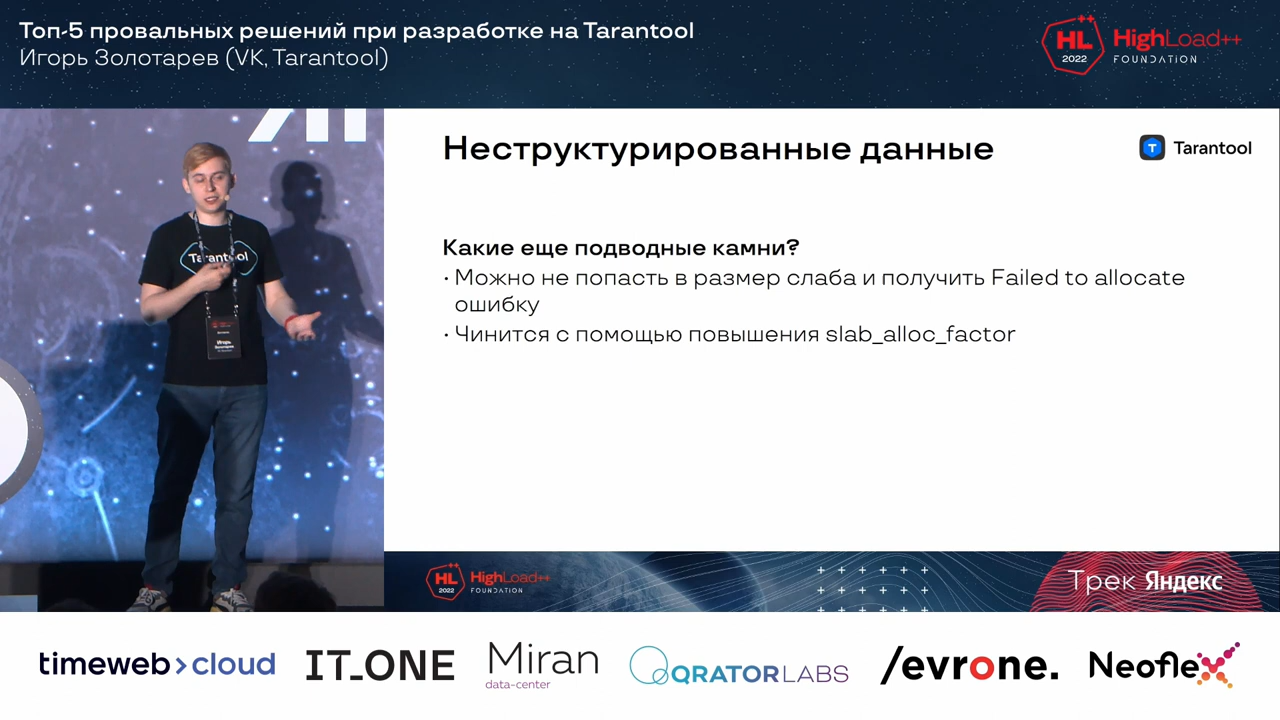 Топ-5 провальных решений при разработке на Tarantool
Игорь Золотарев (VK, Tarantool)
HL 2022 HighLoad++
FOUNDATION
Неструктурированные данные
Tarantool
Какие еще подводные камни?
· Можно не попасть в размер слаба и получить Failed to allocate
ошибку
· Чинится с помощью повышения slab_alloc_factor
Tarantool
Игорь
HL 2022 HighLoad++
FOUNDATION
Трек Яндекс
timeweb>cloud
IT_ONE
Miran
data-center
QRATORLABS
/evrone.
Neoflex